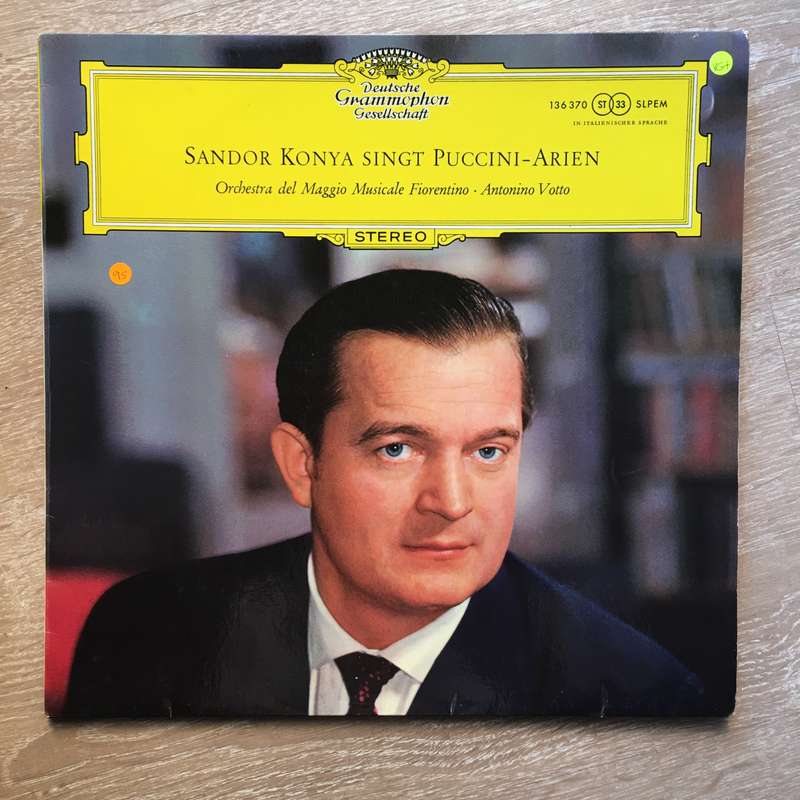 Deutsche
Grammophon
Gesellschaft
136 370 ST 33 SLPEM
IN ITALIENISCHER SPRACHE
SANDOR KONYA SINGT PUCCINI-ARIEN
Orchestra del Maggio Musicale Fiorentino · Antonino Votto
STEREO
VG+